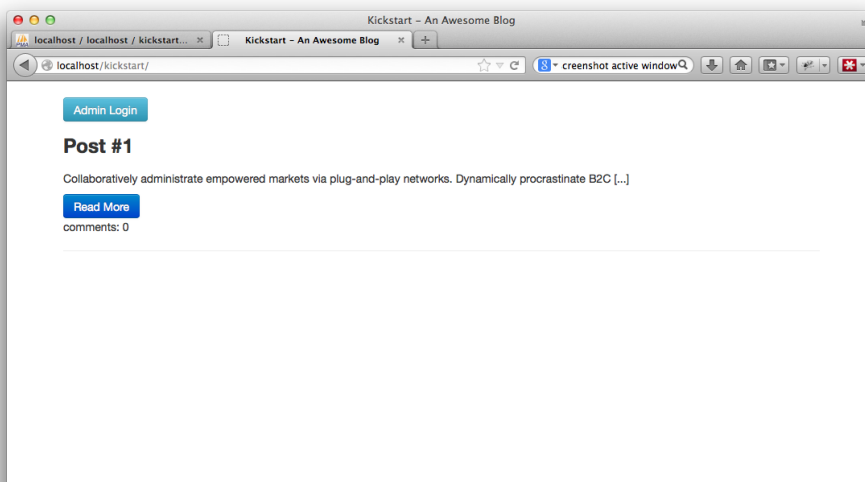 Kickstart – An Awesome Blog
localhost / localhost / kickstart...
Kickstart – An Awesome Blog
localhost/kickstart/
creenshot active window
Admin Login
Post #1
Collaboratively administrate empowered markets via plug-and-play networks. Dynamically procrastinate B2C [...]
Read More
comments: 0